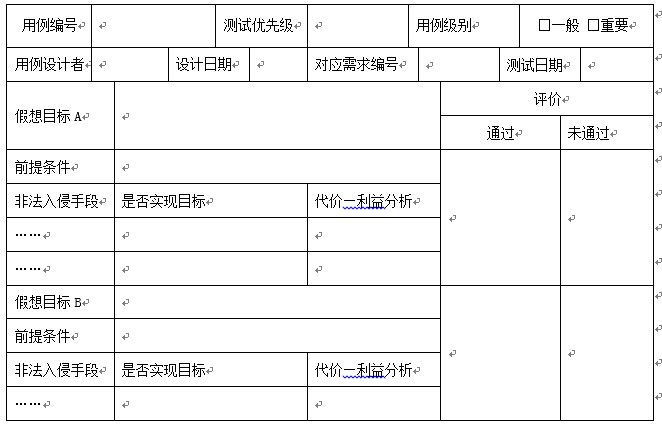 用例编号 测试优先级 用例级别 □一般 □重要
用例设计者 设计日期 对应需求编号 测试日期
假想目标 A 评价
通过 未通过
前提条件
非法入侵手段 是否实现目标 代价—利益分析
……
……
假想目标 B
前提条件
非法入侵手段 是否实现目标 代价—利益分析
……